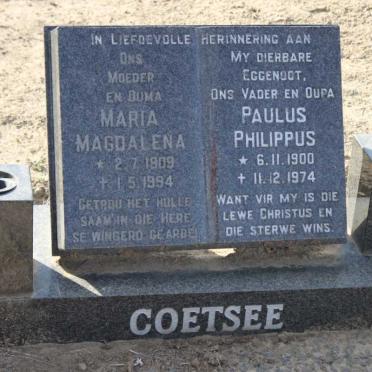 IN LIEFDEVOLLE HERINNERING AAN
ONS
MOEDER
EN OUMA
MARIA
MAGDALENA
* 2.7.1909
+ 1.5.1994
GETROU HET HULLE
SAAM IN DIE HERE
SE WINGERD GEARBEI
MY DIERBARE
EGGENOOT,
ONS VADER EN OUPA
PAULUS
PHILIPPUS
* 6.11.1900
+ 11.12.1974
WANT VIR MY IS DIE
LEWE CHRISTUS EN
DIE STERWE WINS.
COETSEE